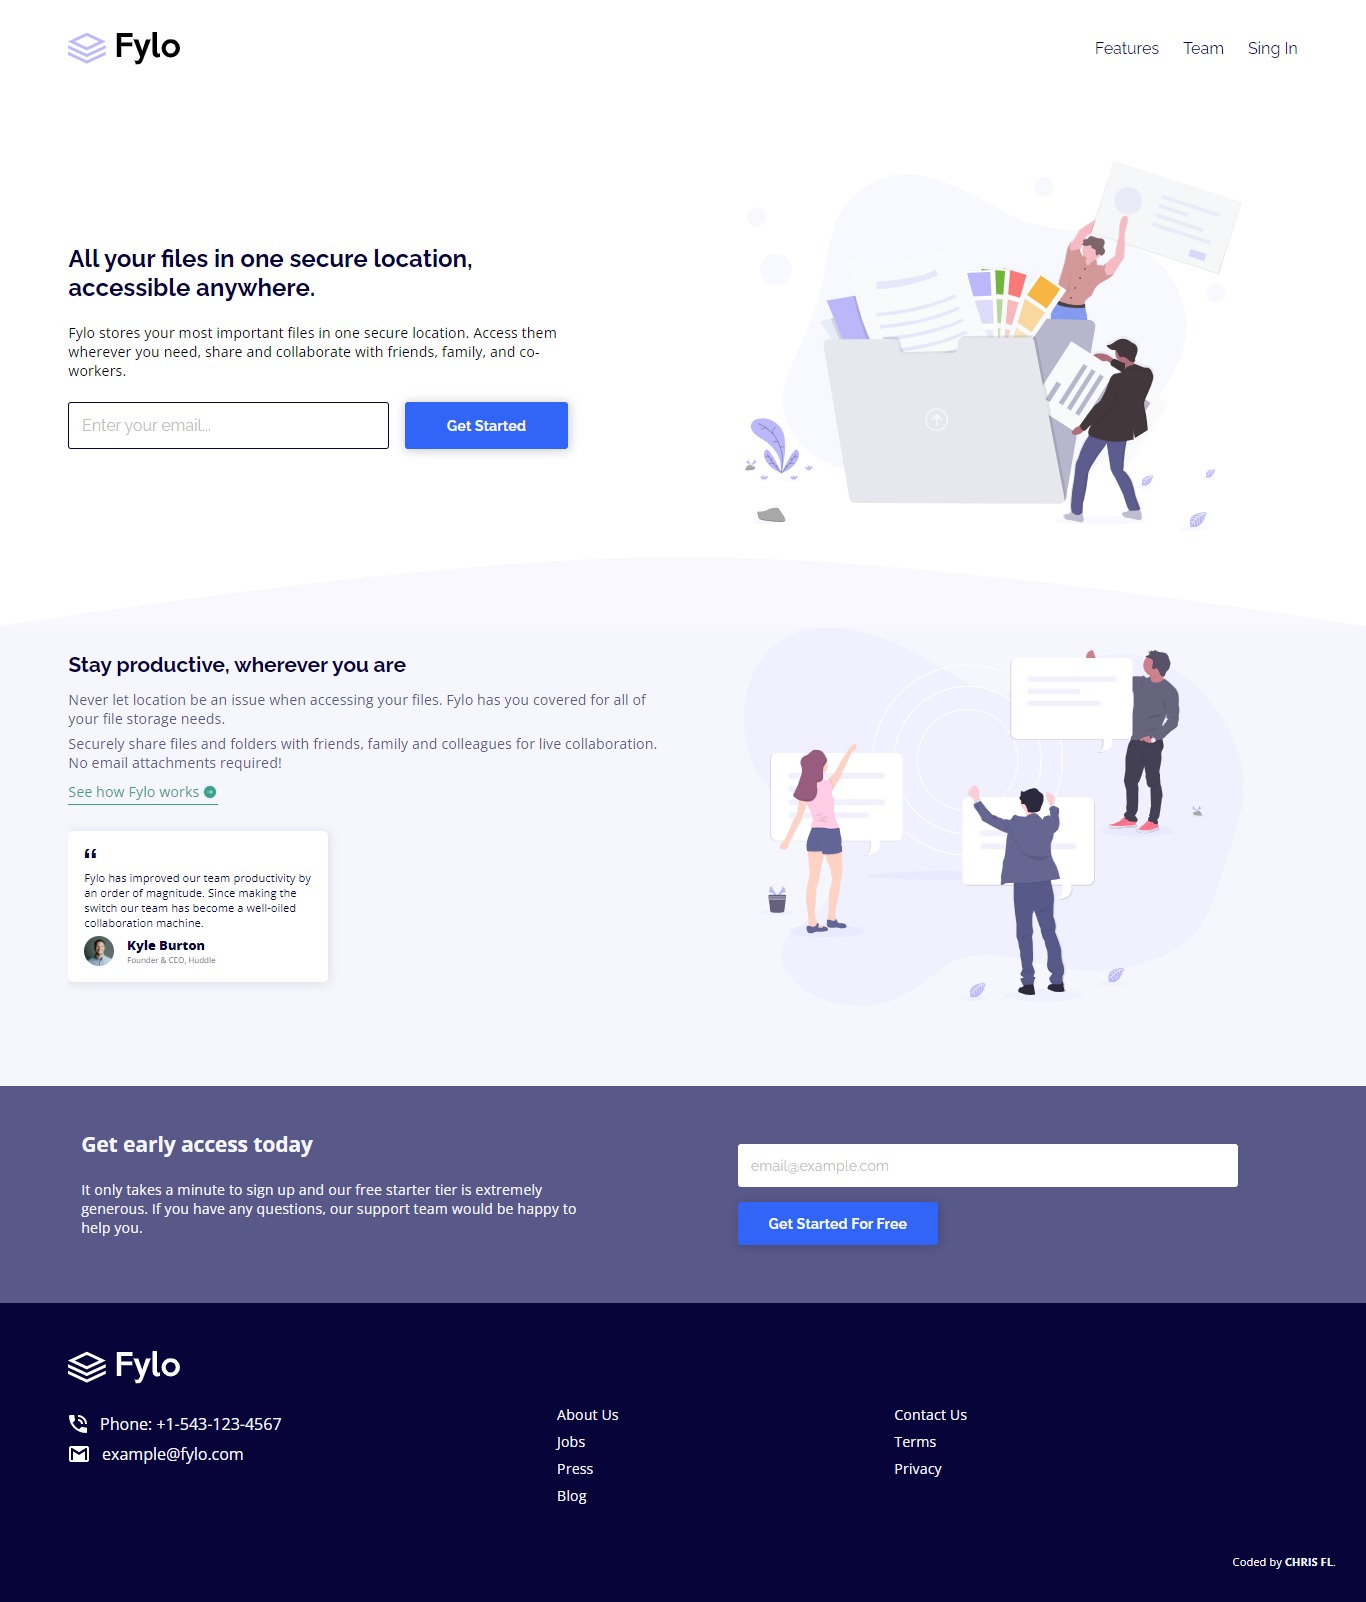 Fylo
Features Team Sing In
All your files in one secure location,
accessible anywhere.
Fylo stores your most important files in one secure location. Access them
wherever you need, share and collaborate with friends, family, and co-
workers.
Enter your email...
Get Started
Stay productive, wherever you are
Never let location be an issue when accessing your files. Fylo has you covered for all of
your file storage needs.
Securely share files and folders with friends, family and colleagues for live collaboration.
No email attachments required!
See how Fylo works
“
Fylo has improved our team productivity by
an order of magnitude. Since making the
switch our team has become a well-oiled
collaboration machine.
Kyle Burton
Founder & CEO, Huddle
Get early access today
It only takes a minute to sign up and our free starter tier is extremely
generous. If you have any questions, our support team would be happy to
help you.
email@example.com
Get Started For Free
Fylo
Phone: +1-543-123-4567
example@fylo.com
About Us
Jobs
Press
Blog
Contact Us
Terms
Privacy
Coded by CHRIS FL.